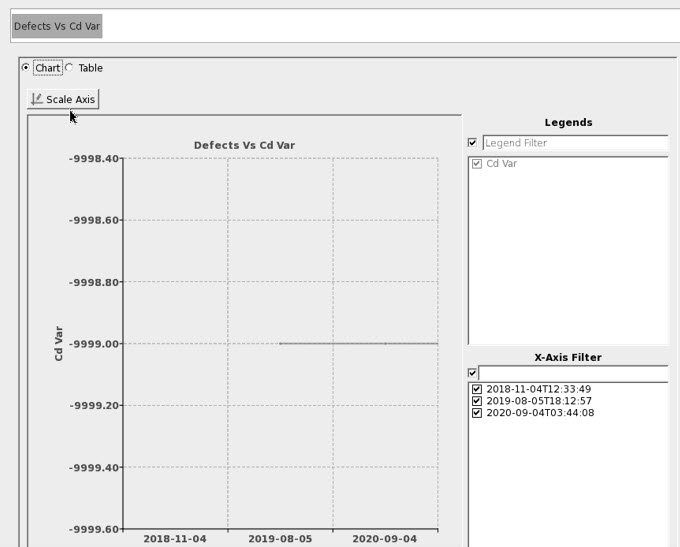 Defects Vs Cd Var
Chart Table
Scale Axis
Defects Vs Cd Var
-9998.40
-9998.60
-9998.80
-9999.00
-9999.20
-9999.40
-9999.60
Cd Var
2018-11-04 2019-08-05 2020-09-04
Legends
Legend Filter
Cd Var
X-Axis Filter
2018-11-04T12:33:49
2019-08-05T18:12:57
2020-09-04T03:44:08